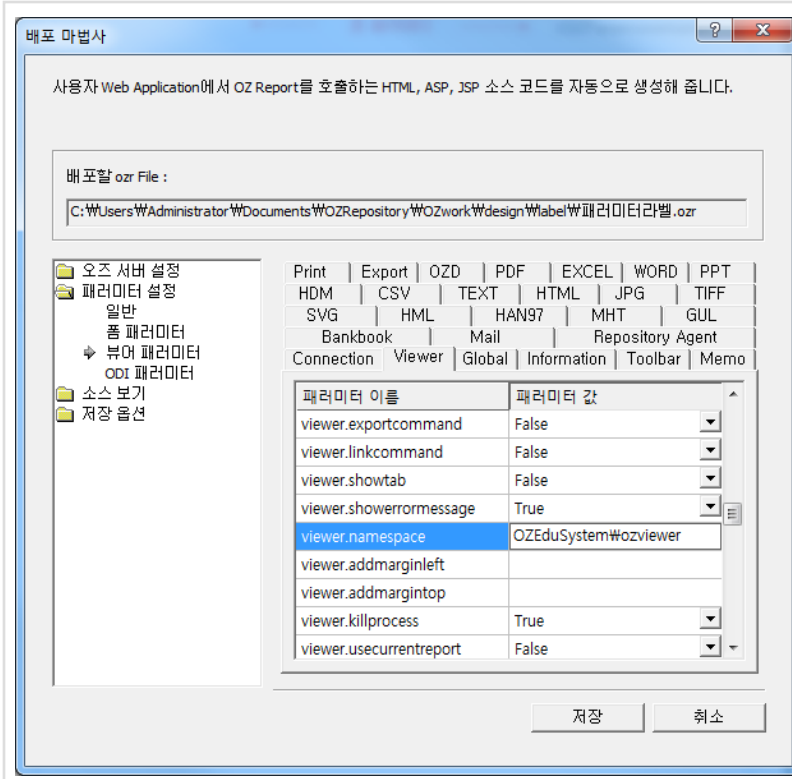 배포 마법사
사용자 Web Application에서 OZ Report를 호출하는 HTML, ASP, JSP 소스 코드를 자동으로 생성해 줍니다.
배포할 ozr File :
C:₩Users₩Administrator₩Documents₩OZRepository₩OZwork₩design₩label₩패러미터라벨.ozr
오즈 서버 설정
패러미터 설정
일반
폼 패러미터
뷰어 패러미터
ODI 패러미터
소스 보기
저장 옵션
Print Export OZD PDF EXCEL WORD PPT
HDM CSV TEXT HTML JPG TIFF
SVG HML HAN97 MHT GUL
Bankbook Mail Repository Agent
Connection Viewer Global Information Toolbar Memo
패러미터 이름 패러미터 값
viewer.exportcommand False
viewer.linkcommand False
viewer.showtab False
viewer.showerrormessage True
viewer.namespace OZEduSystem₩ozviewer
viewer.addmarginleft
viewer.addmargintop
viewer.killprocess True
viewer.usecurrentreport False
저장 취소